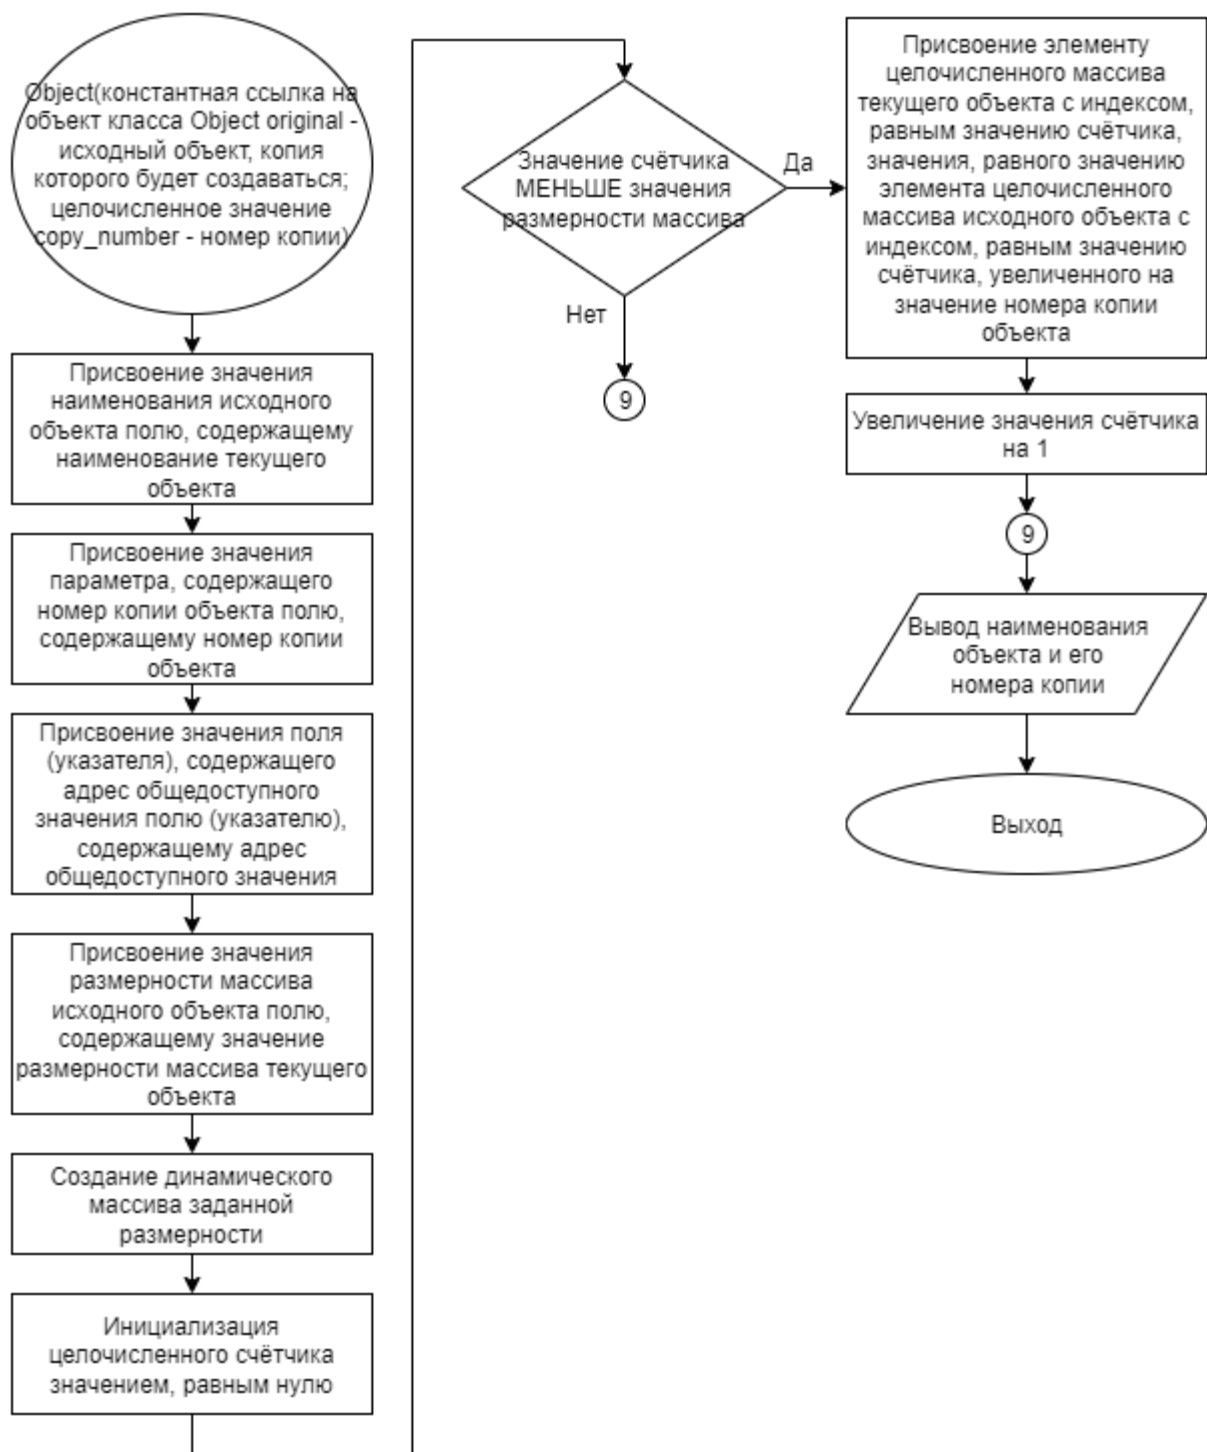 Object(константная ссылка на
объект класса Object original -
исходный объект, копия
которого будет создаваться;
целочисленное значение
copy_number - номер копии)
Присвоение значения
наименования исходного
объекта полю, содержащему
наименование текущего
объекта
Присвоение значения
параметра, содержащего
номер копии объекта полю,
содержащему номер копии
объекта
Присвоение значения поля
(указателя), содержащего
адрес общедоступного
значения полю (указателю),
содержащему адрес
общедоступного значения
Присвоение значения
размерности массива
исходного объекта полю,
содержащему значение
размерности массива текущего
объекта
Создание динамического
массива заданной
размерности
Инициализация
целочисленного счётчика
значением, равным нулю
Значение счётчика
МЕНЬШЕ значения
размерности массива
Да
Нет
9
Присвоение элементу
целочисленного массива
текущего объекта с индексом,
равным значению счётчика,
значения, равного значению
элемента целочисленного
массива исходного объекта с
индексом, равным значению
счётчика, увеличенного на
значение номера копии
объекта
Увеличение значения счётчика
на 1
9
Вывод наименования
объекта и его
номера копии
Выход